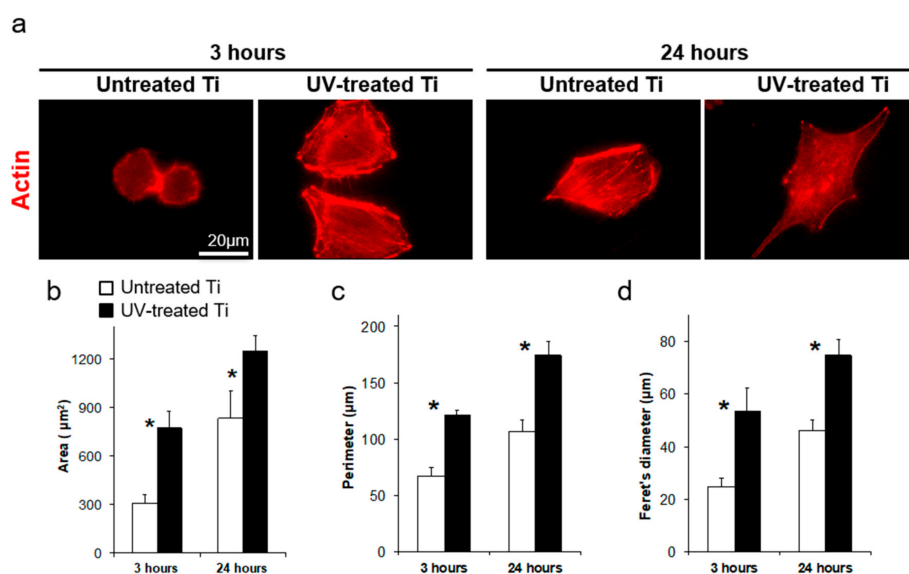 a
3 hours
24 hours
Untreated Ti
UV-treated Ti
Untreated Ti
UV-treated Ti
Actin
20μm
b
Untreated Ti
UV-treated Ti
c
d
1200
900
600
300
0
Area ( μm²)
*
*
3 hours
24 hours
200
150
100
50
0
Perimeter (μm)
*
*
3 hours
24 hours
80
60
40
20
0
Feret's diameter (μm)
*
*
3 hours
24 hours